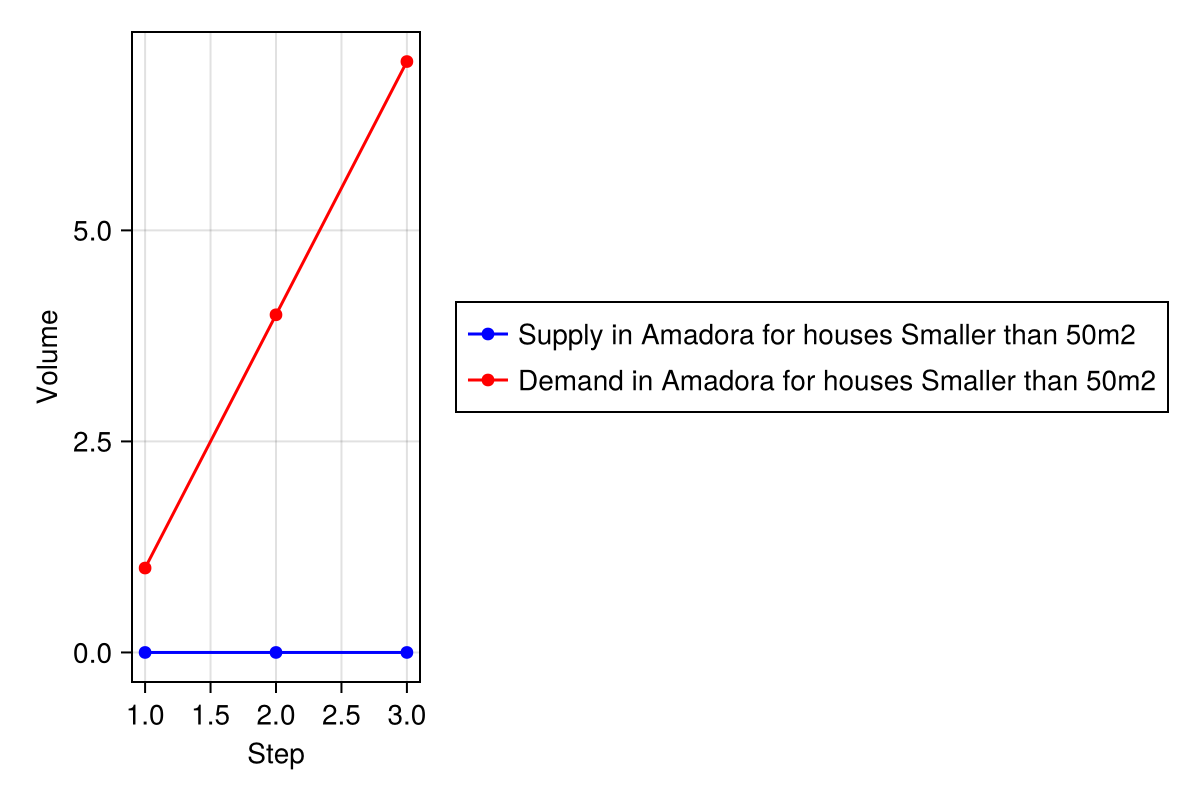 5.0
2.5
0.0
Volume
1.0 1.5 2.0 2.5 3.0
Step
Supply in Amadora for houses Smaller than 50m2
Demand in Amadora for houses Smaller than 50m2